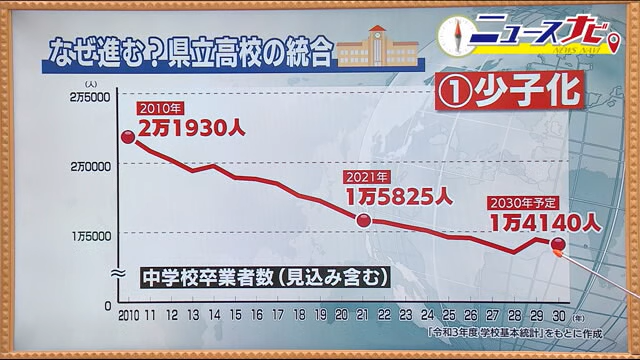 なぜ進む?県立高校の統合
ニュースナビ
NEWS NAVI
①少子化
(人)
2万5000
2万0000
1万5000
0
2010年
2万1930人
2021年
1万5825人
2030年予定
1万4140人
中学校卒業者数(見込み含む)
2010 11 12 13 14 15 16 17 18 19 20 21 22 23 24 25 26 27 28 29 30 (年)
「令和3年度 学校基本統計」をもとに作成